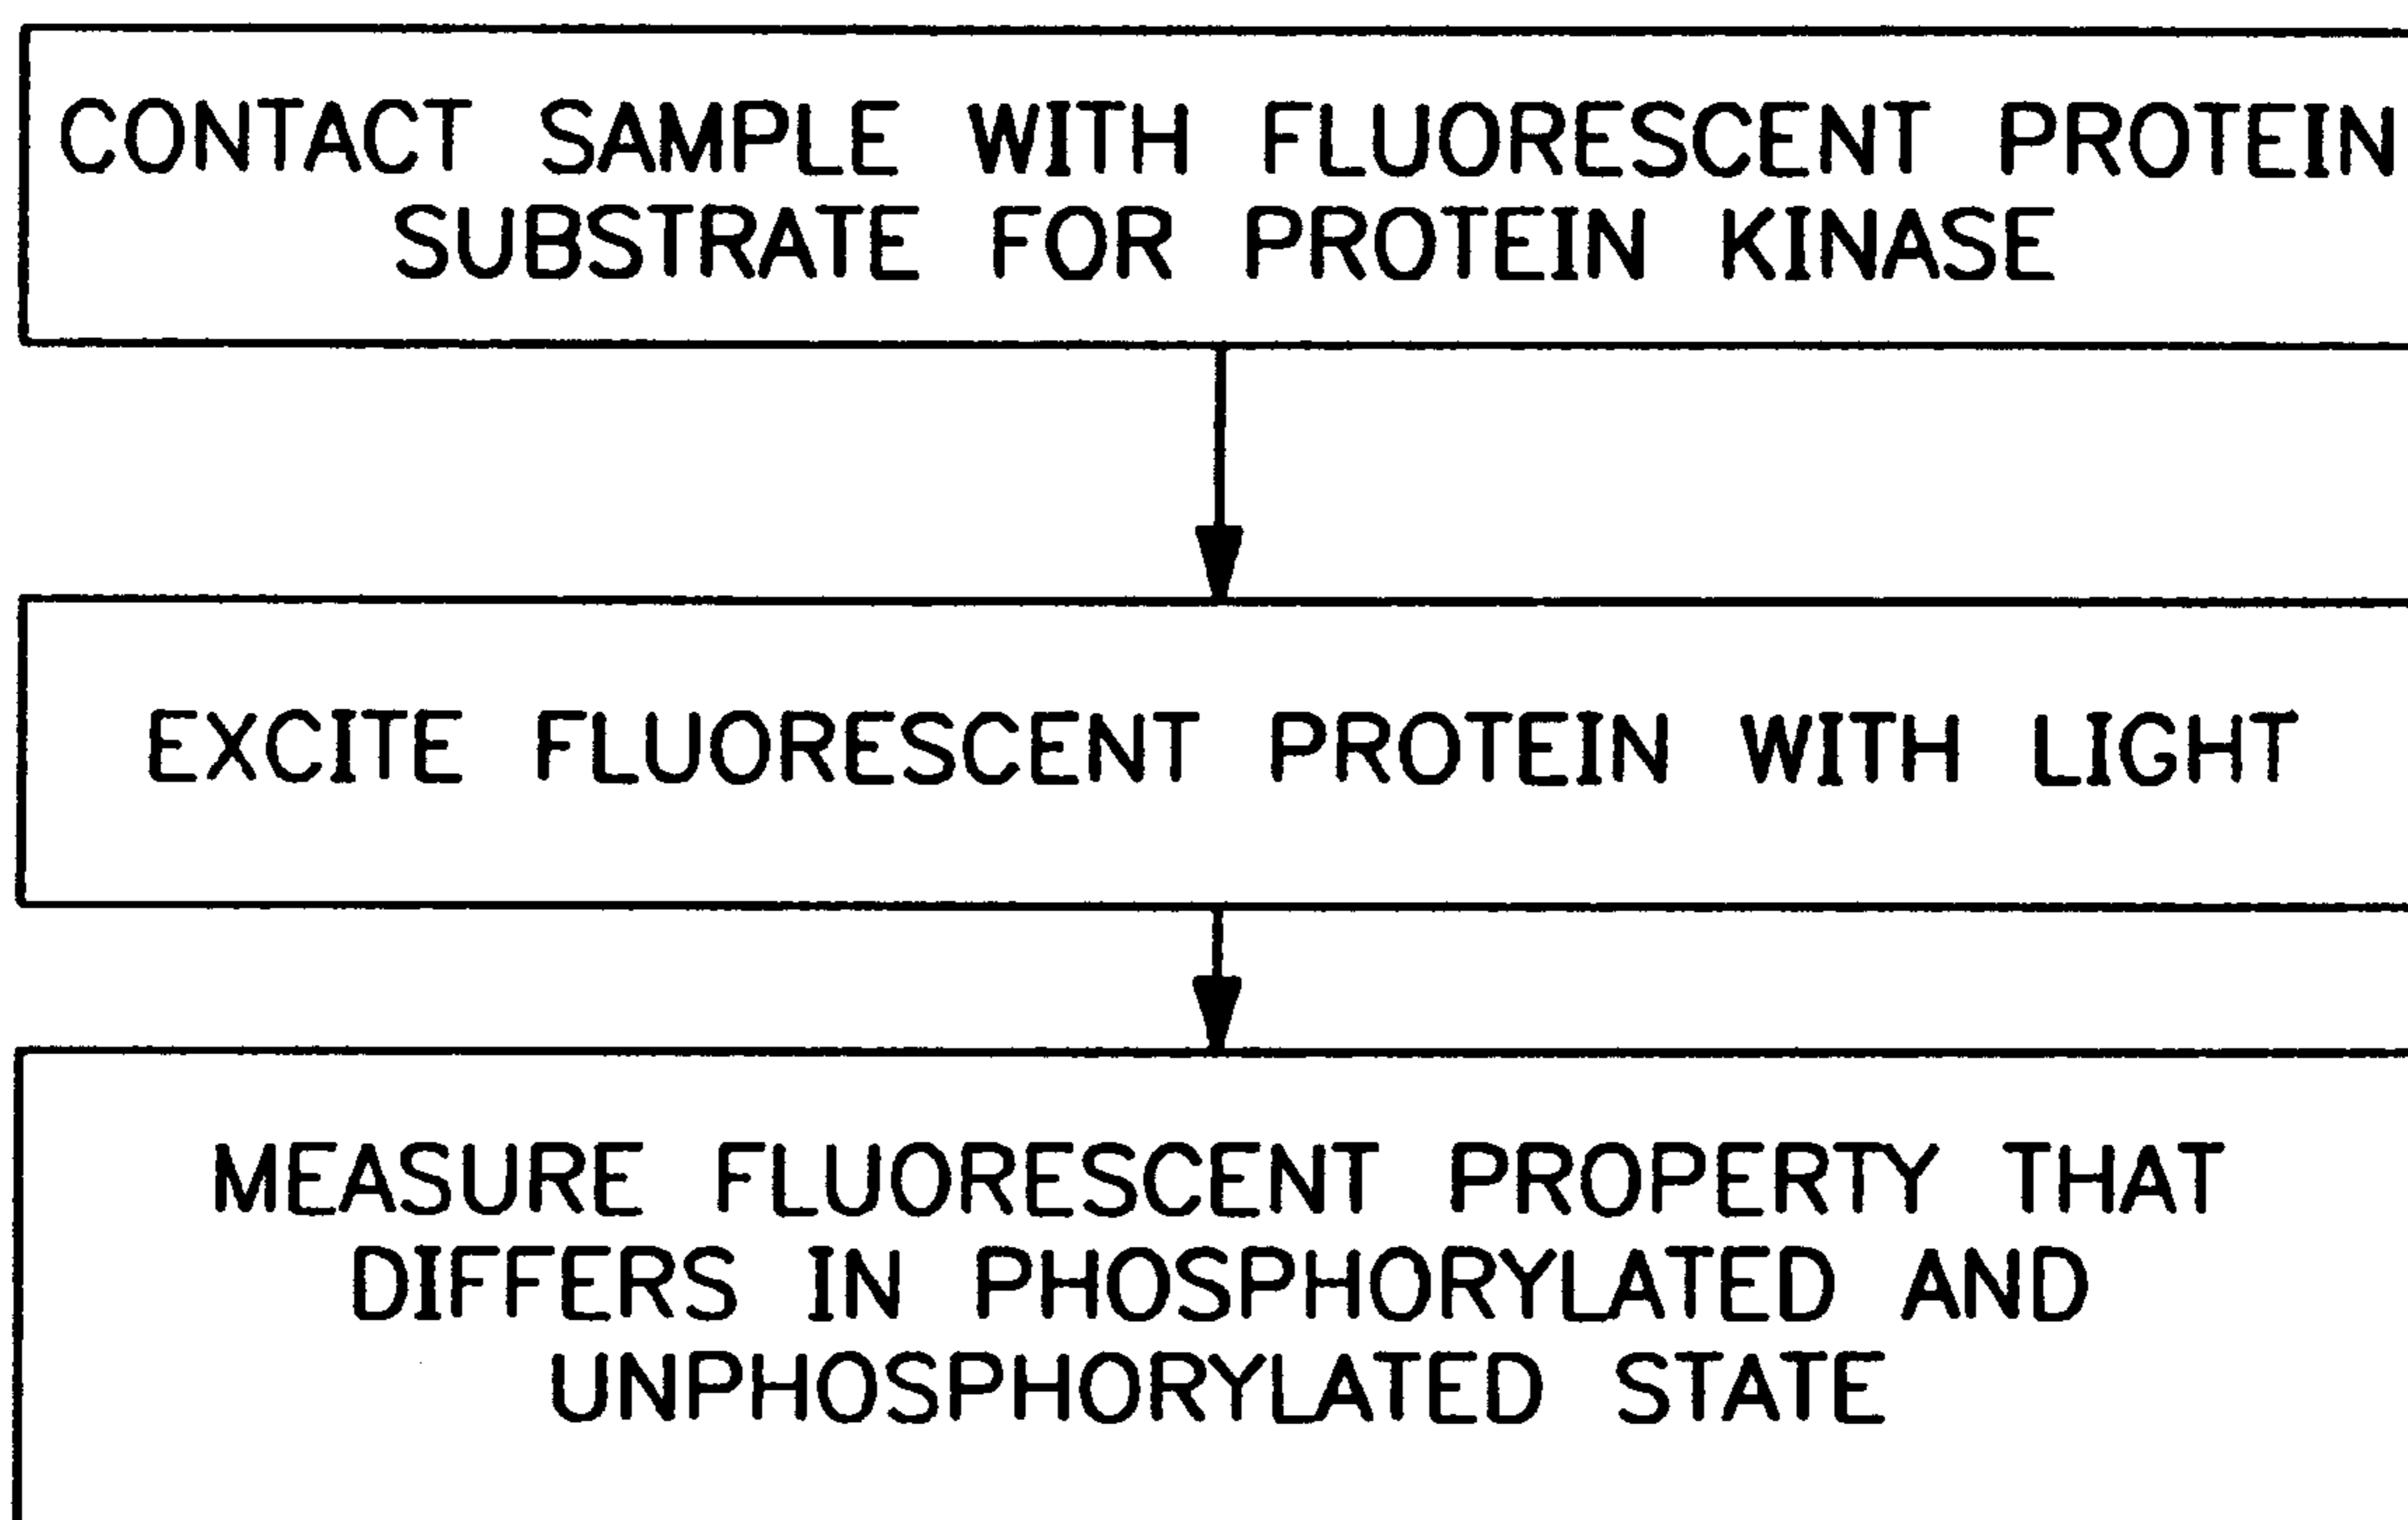 CONTACT SAMPLE WITH FLUORESCENT PROTEIN
SUBSTRATE FOR PROTEIN KINASE
EXCITE FLUORESCENT PROTEIN WITH LIGHT
MEASURE FLUORESCENT PROPERTY THAT
DIFFERS IN PHOSPHORYLATED AND
UNPHOSPHORYLATED STATE